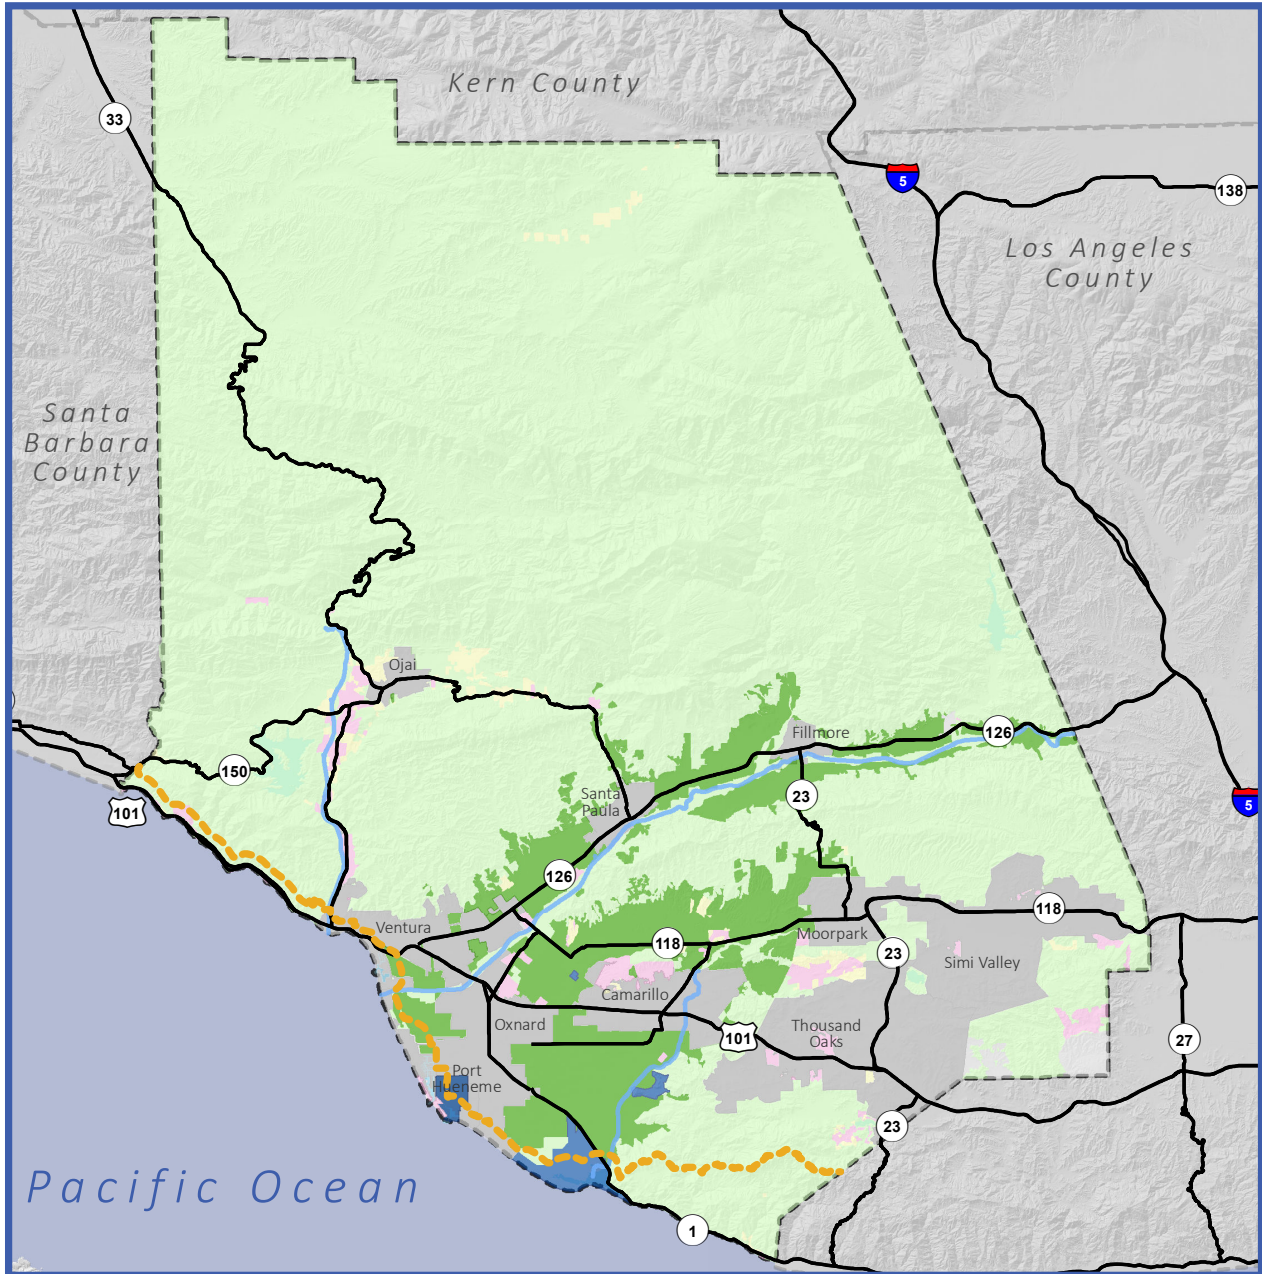 Kern County
33
5
138
Los Angeles
County
Santa
Barbara
County
Ojai
Fillmore
126
150
Santa
Paula
23
5
101
126
118
Ventura
Moorpark
118
23
Simi Valley
Camarillo
Oxnard
Thousand
Oaks
101
27
Port
Hueneme
23
Pacific Ocean
1